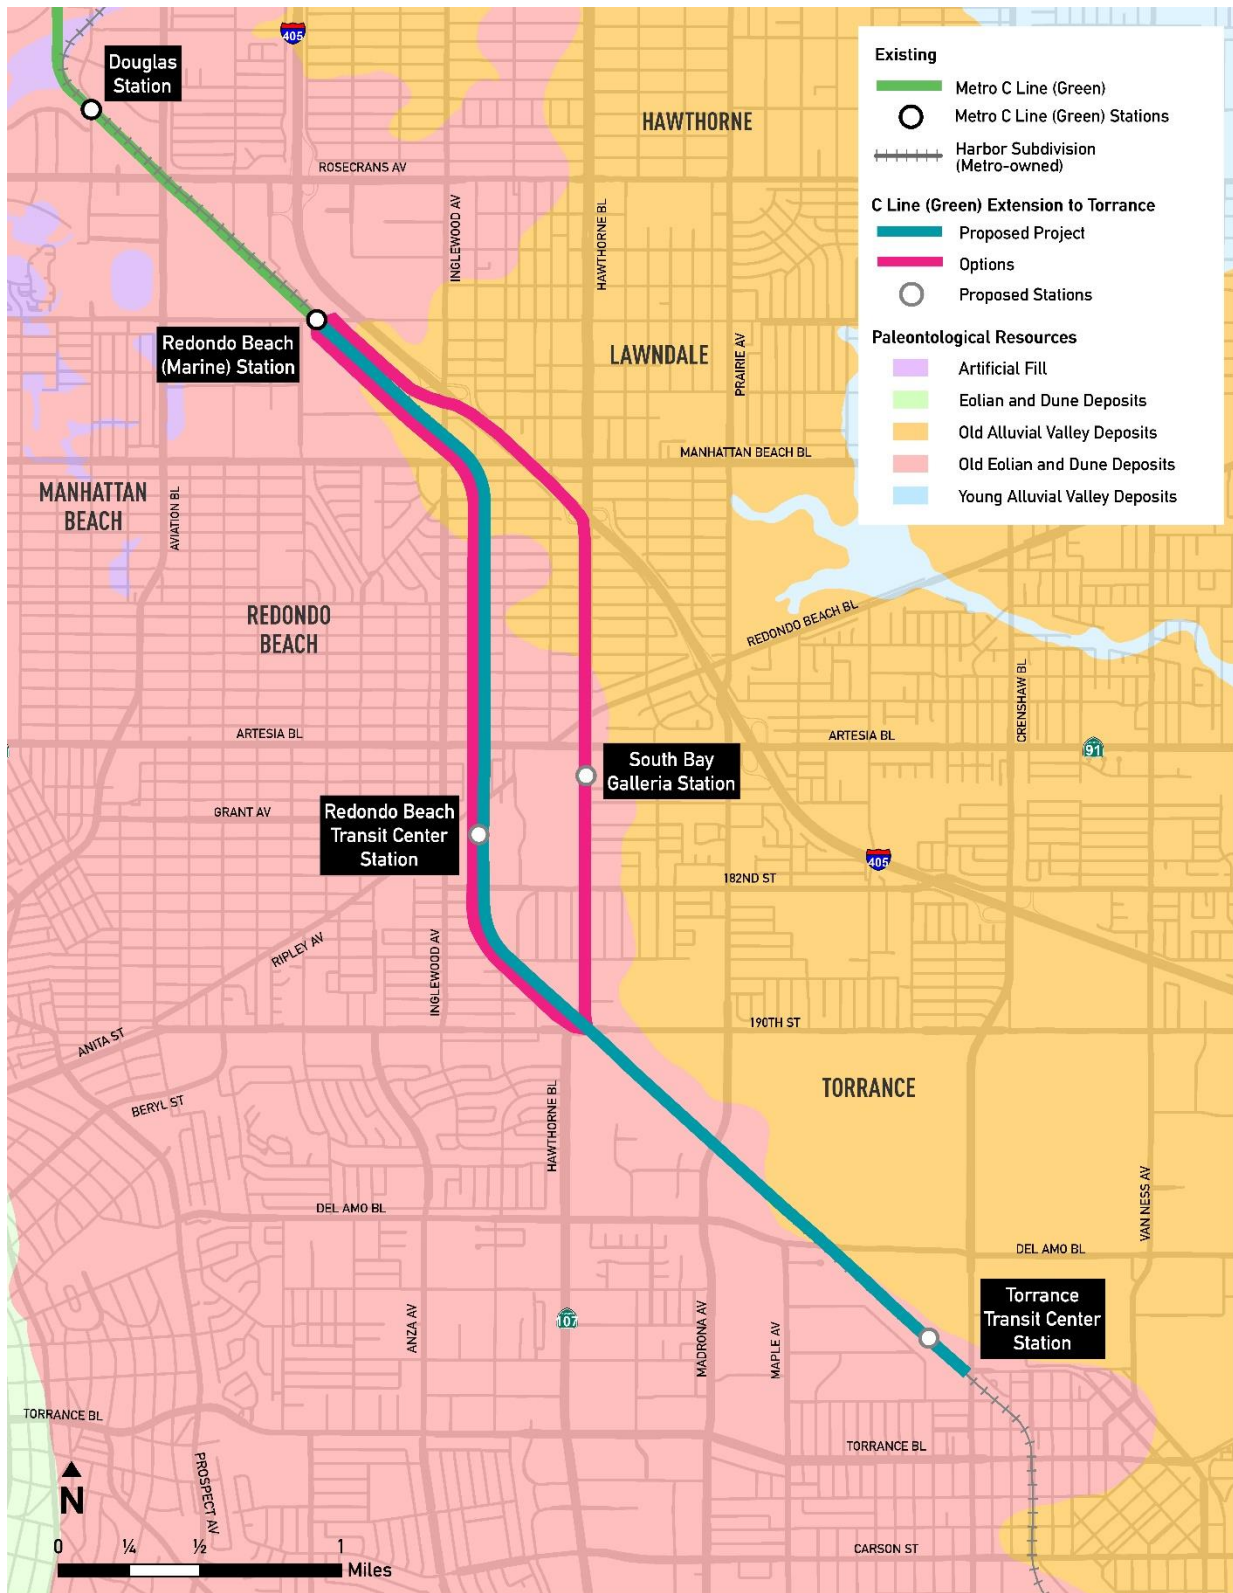 405
Douglas
Station
HAWTHORNE
ROSECRANS AV
INGLEWOOD AV
HAWTHORNE BL
Existing
Metro C Line (Green)
Metro C Line (Green) Stations
Harbor Subdivision
(Metro-owned)
C Line (Green) Extension to Torrance
Proposed Project
Options
Proposed Stations
Paleontological Resources
Artificial Fill
Eolian and Dune Deposits
Old Alluvial Valley Deposits
Old Eolian and Dune Deposits
Young Alluvial Valley Deposits
Redondo Beach
(Marine) Station
LAWNDALE
PRAIRIE AV
MANHATTAN BEACH BL
MANHATTAN
BEACH
AVIATION BL
REDONDO
BEACH
REDONDO BEACH BL
CRENSHAW BL
ARTESIA BL
ARTESIA BL
91
South Bay
Galleria Station
GRANT AV
Redondo Beach
Transit Center
Station
405
182ND ST
RIPLEY AV
INGLEWOOD AV
190TH ST
ANITA ST
BERYL ST
TORRANCE
HAWTHORNE BL
VAN NESS AV
DEL AMO BL
DEL AMO BL
Torrance
Transit Center
Station
ANZA AV
107
MADRONA AV
MAPLE AV
TORRANCE BL
TORRANCE BL
PROSPECT AV
N
0 ¼ ½ 1
Miles
CARSON ST